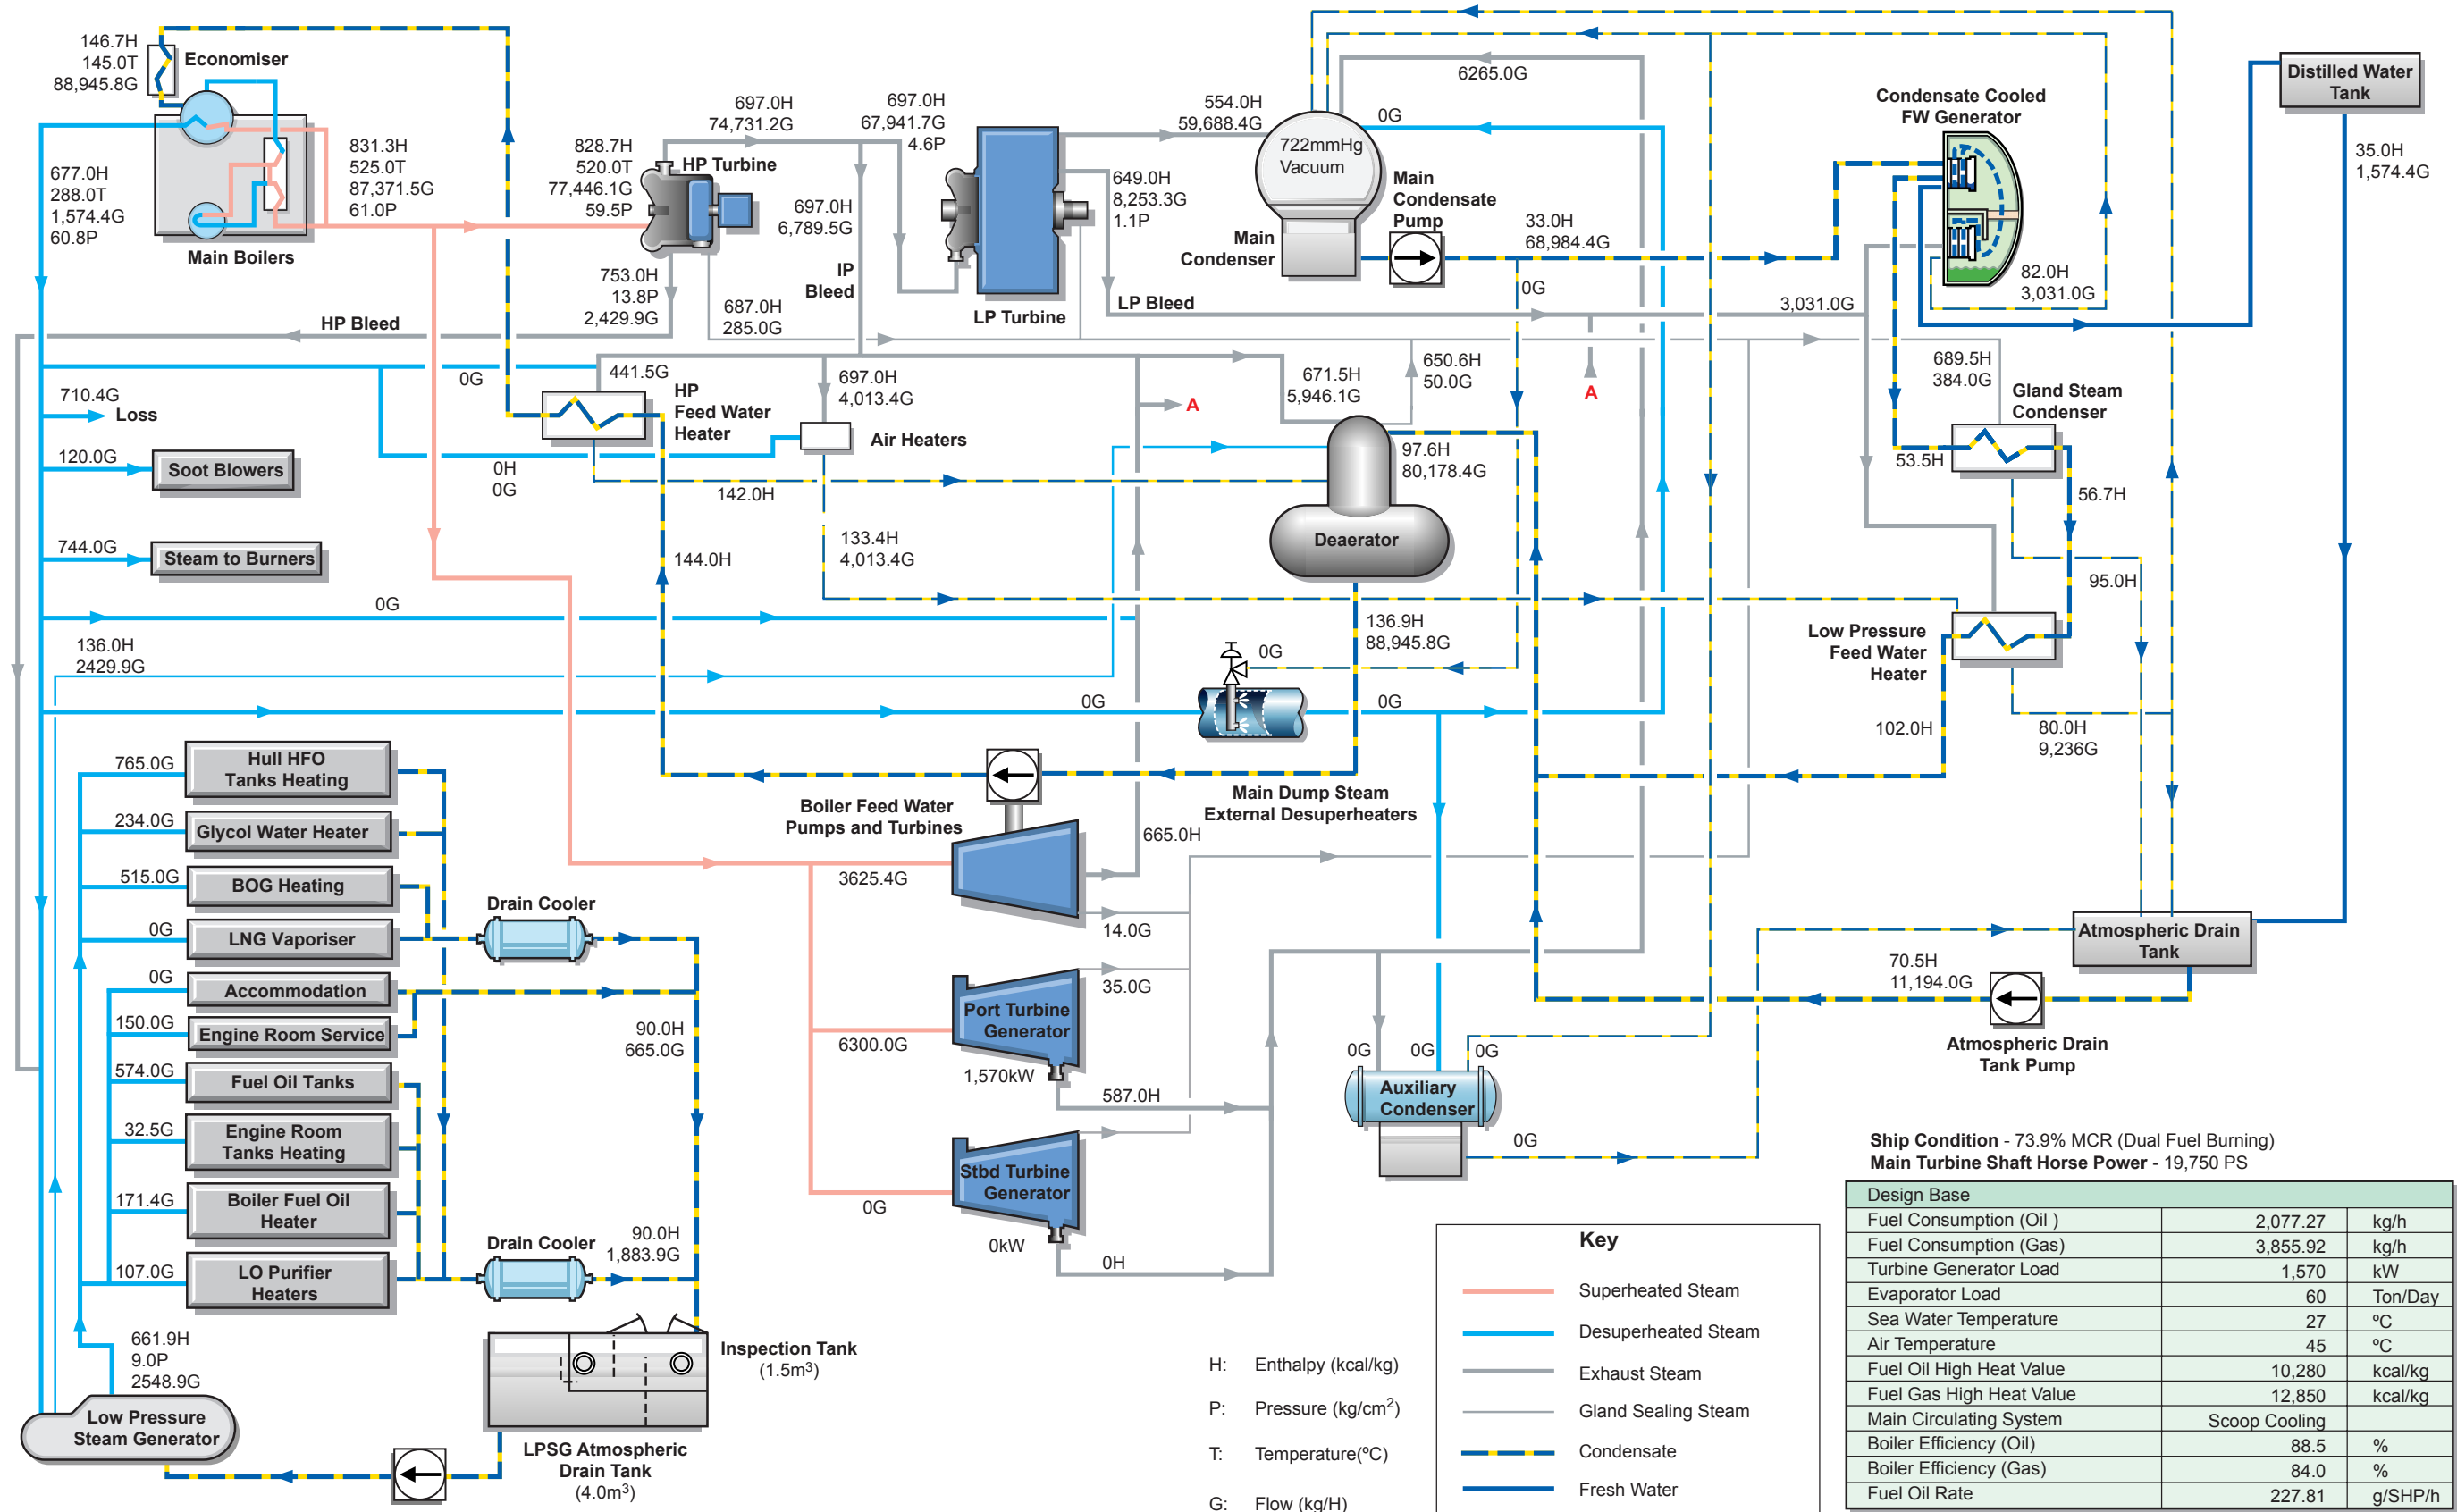 146.7H
145.0T
88,945.8G
Economiser
677.0H
288.0T
1,574.4G
60.8P
Main Boilers
831.3H
525.0T
87,371.5G
61.0P
828.7H
520.0T
77,446.1G
59.5P
697.0H
74,731.2G
HP Turbine
697.0H
6,789.5G
697.0H
67,941.7G
4.6P
LP Turbine
753.0H
13.8P
2,429.9G
HP Bleed
687.0H
285.0G
IP
Bleed
554.0H
59,688.4G
649.0H
8,253.3G
1.1P
LP Bleed
6265.0G
0G
722mmHg
Vacuum
Main
Condenser
Main
Condensate
Pump
33.0H
68,984.4G
0G
Condensate Cooled
FW Generator
82.0H
3,031.0G
3,031.0G
Distilled Water
Tank
35.0H
1,574.4G
689.5H
384.0G
Gland Steam
Condenser
53.5H
56.7H
95.0H
Low Pressure
Feed Water
Heater
102.0H
80.0H
9,236G
0G
441.5G
HP
Feed Water
Heater
697.0H
4,013.4G
Air Heaters
0H
0G
142.0H
133.4H
4,013.4G
144.0H
A
671.5H
5,946.1G
650.6H
50.0G
A
97.6H
80,178.4G
Deaerator
136.9H
88,945.8G
710.4G
Loss
120.0G
Soot Blowers
744.0G
Steam to Burners
0G
136.0H
2429.9G
0G
0G
0G
Main Dump Steam
External Desuperheaters
Boiler Feed Water
Pumps and Turbines
665.0H
3625.4G
14.0G
35.0G
Port Turbine
Generator
6300.0G
1,570kW
587.0H
Stbd Turbine
Generator
0G
0kW
0H
765.0G
Hull HFO
Tanks Heating
234.0G
Glycol Water Heater
515.0G
BOG Heating
0G
LNG Vaporiser
0G
Accommodation
150.0G
Engine Room Service
574.0G
Fuel Oil Tanks
32.5G
Engine Room
Tanks Heating
171.4G
Boiler Fuel Oil
Heater
107.0G
LO Purifier
Heaters
Drain Cooler
90.0H
665.0G
Drain Cooler
90.0H
1,883.9G
661.9H
9.0P
2548.9G
Low Pressure
Steam Generator
Inspection Tank
(1.5m³)
LPSG Atmospheric
Drain Tank
(4.0m³)
0G
0G
0G
Auxiliary
Condenser
0G
Atmospheric Drain
Tank
70.5H
11,194.0G
Atmospheric Drain
Tank Pump
H: Enthalpy (kcal/kg)
P: Pressure (kg/cm²)
T: Temperature(ºC)
G: Flow (kg/H)
Key
Superheated Steam
Desuperheated Steam
Exhaust Steam
Gland Sealing Steam
Condensate
Fresh Water
Ship Condition - 73.9% MCR (Dual Fuel Burning)
Main Turbine Shaft Horse Power - 19,750 PS
Design Base
Fuel Consumption (Oil ) 2,077.27 kg/h
Fuel Consumption (Gas) 3,855.92 kg/h
Turbine Generator Load 1,570 kW
Evaporator Load 60 Ton/Day
Sea Water Temperature 27 ºC
Air Temperature 45 ºC
Fuel Oil High Heat Value 10,280 kcal/kg
Fuel Gas High Heat Value 12,850 kcal/kg
Main Circulating System Scoop Cooling
Boiler Efficiency (Oil) 88.5 %
Boiler Efficiency (Gas) 84.0 %
Fuel Oil Rate 227.81 g/SHP/h